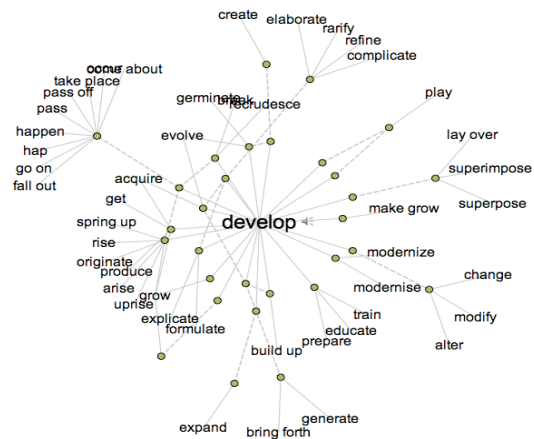 create
elaborate
rarify
refine
complicate
occur
come about
take place
pass off
pass
happen
hap
go on
fall out
germinate
break
recrudesce
evolve
play
lay over
superimpose
superpose
acquire
get
spring up
rise
originate
produce
arise
uprise
grow
explicate
formulate
develop
make grow
modernize
modernise
change
modify
alter
train
educate
prepare
build up
expand
generate
bring forth